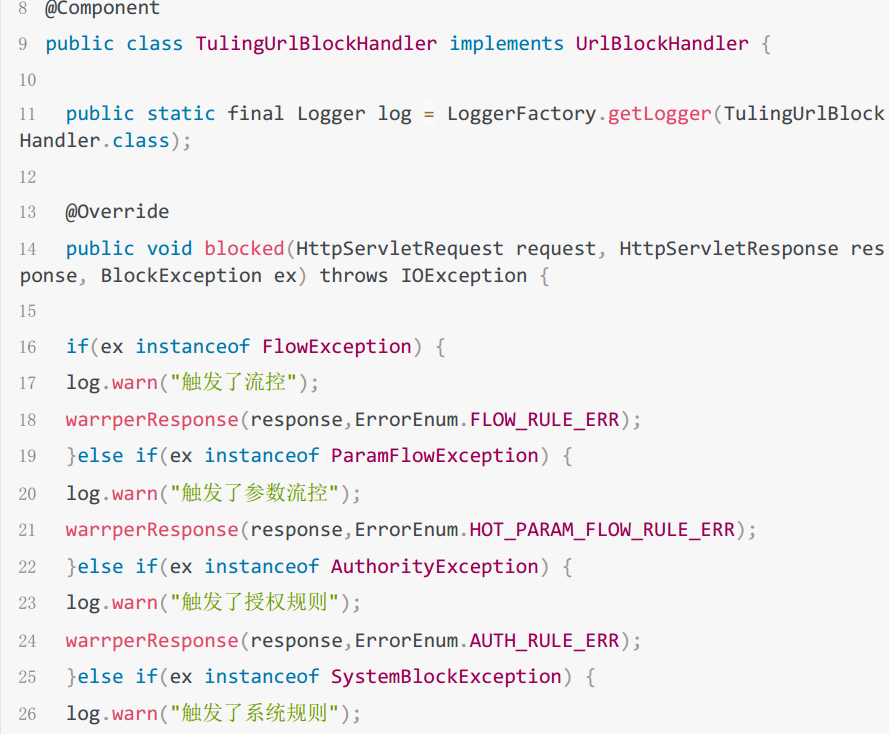 8 @Component
9 public class TulingUrlBlockHandler implements UrlBlockHandler {
10
11 public static final Logger log = LoggerFactory.getLogger(TulingUrlBlock
Handler.class);
12
13 @Override
14 public void blocked(HttpServletRequest request, HttpServletResponse res
ponse, BlockException ex) throws IOException {
15
16 if(ex instanceof FlowException) {
17 log.warn("触发了流控");
18 warrperResponse(response,ErrorEnum.FLOW_RULE_ERR);
19 }else if(ex instanceof ParamFlowException) {
20 log.warn("触发了参数流控");
21 warrperResponse(response,ErrorEnum.HOT_PARAM_FLOW_RULE_ERR);
22 }else if(ex instanceof AuthorityException) {
23 log.warn("触发了授权规则");
24 warrperResponse(response,ErrorEnum.AUTH_RULE_ERR);
25 }else if(ex instanceof SystemBlockException) {
26 log.warn("触发了系统规则");